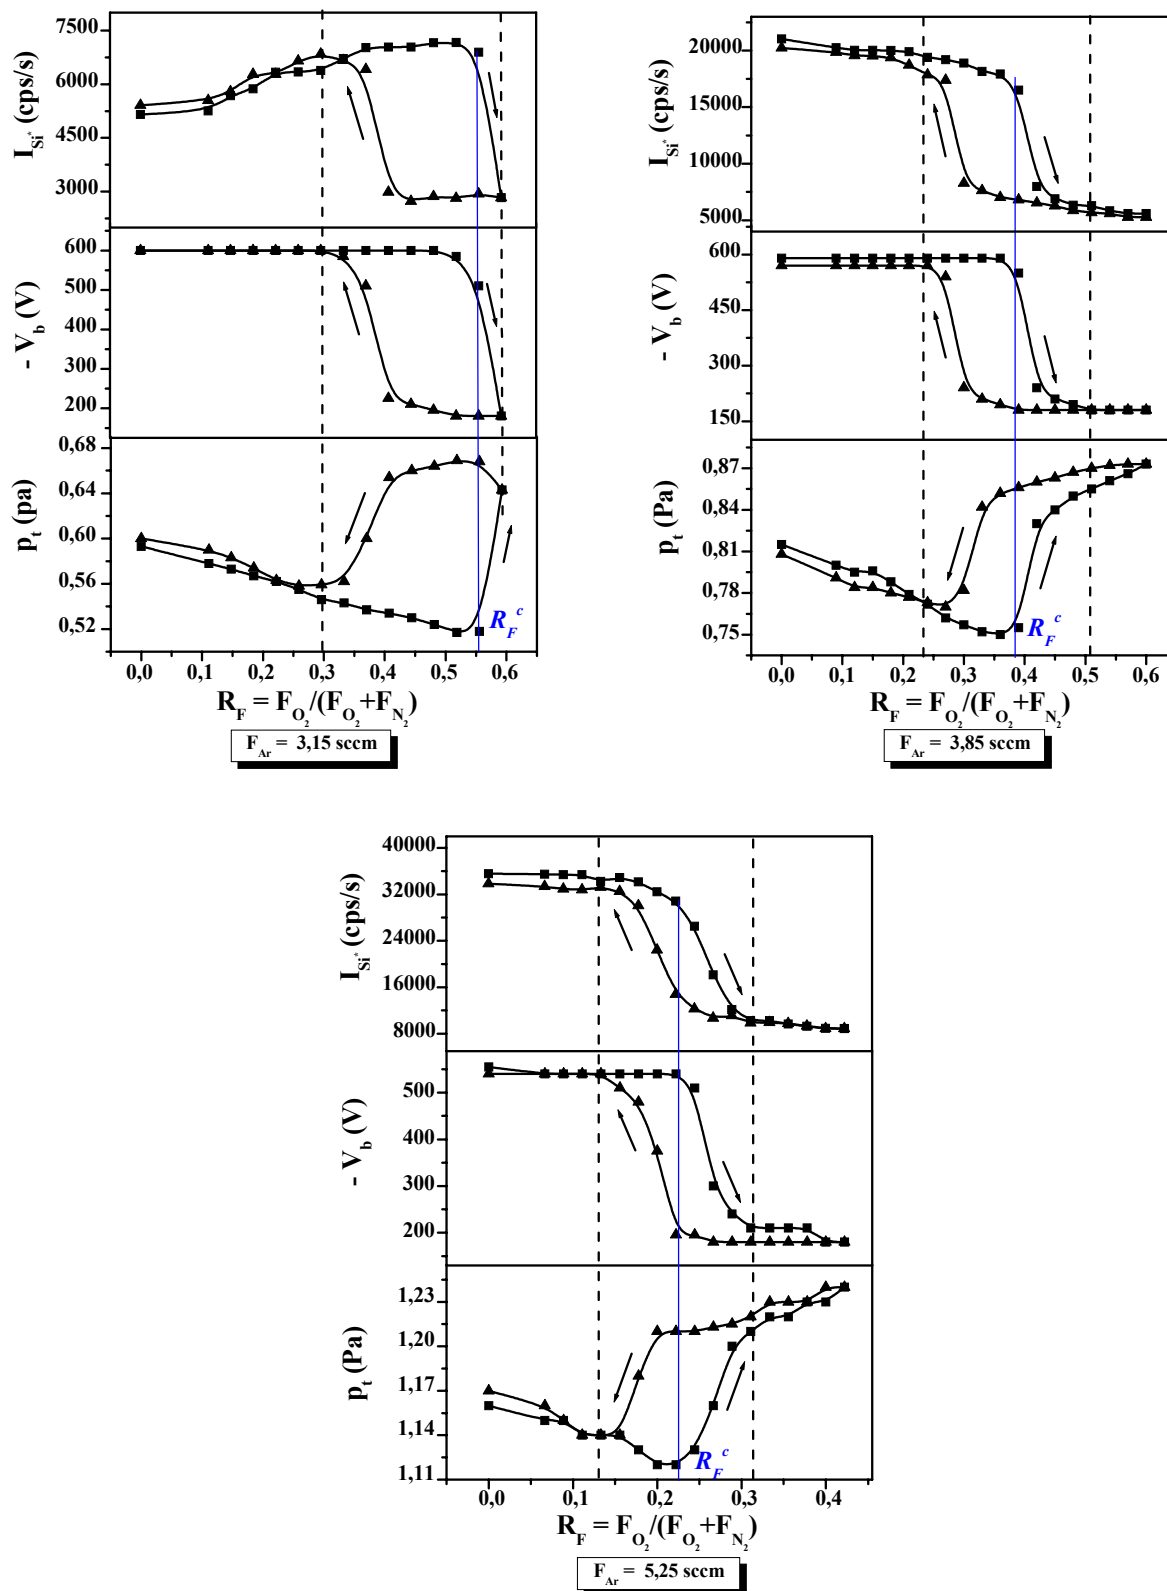 I_Si* (cps/s)
7500
6000
4500
3000
- V_b (V)
600
500
400
300
200
p_t (pa)
0,68
0,64
0,60
0,56
0,52
R_F^c
0,0 0,1 0,2 0,3 0,4 0,5 0,6
R_F = F_O2/(F_O2+F_N2)
F_Ar = 3,15 sccm
I_Si* (cps/s)
20000
15000
10000
5000
- V_b (V)
600
450
300
150
p_t (Pa)
0,87
0,84
0,81
0,78
0,75
R_F^c
0,0 0,1 0,2 0,3 0,4 0,5 0,6
R_F = F_O2/(F_O2+F_N2)
F_Ar = 3,85 sccm
I_Si* (cps/s)
40000
32000
24000
16000
8000
- V_b (V)
500
400
300
200
p_t (Pa)
1,23
1,20
1,17
1,14
1,11
R_F^c
0,0 0,1 0,2 0,3 0,4
R_F = F_O2/(F_O2+F_N2)
F_Ar = 5,25 sccm